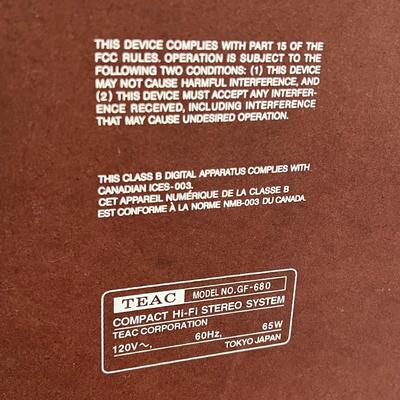 THIS DEVICE COMPLIES WITH PART 15 OF THE
FCC RULES. OPERATION IS SUBJECT TO THE
FOLLOWING TWO CONDITIONS: (1) THIS DEVICE
MAY NOT CAUSE HARMFUL INTERFERENCE, AND
(2) THIS DEVICE MUST ACCEPT ANY INTERFER-
ENCE RECEIVED, INCLUDING INTERFERENCE
THAT MAY CAUSE UNDESIRED OPERATION.
THIS CLASS B DIGITAL APPARATUS COMPLIES WITH
CANADIAN ICES-003.
CET APPAREIL NUMÉRIQUE DE LA CLASSE B
EST CONFORME À LA NORME NMB-003 DU CANADA.
TEAC MODEL NO. GF-680
COMPACT Hi-Fi STEREO SYSTEM
TEAC CORPORATION 65W
120V～, 60Hz, TOKYO JAPAN